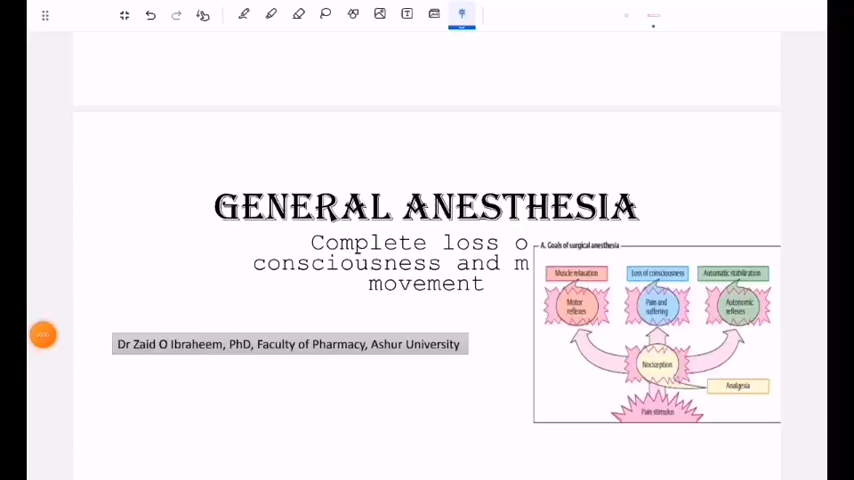 GENERAL ANESTHESIA
Complete loss o
consciousness and m
movement
Dr Zaid O Ibraheem, PhD, Faculty of Pharmacy, Ashur University
A. Goals of surgical anesthesia
Muscle relaxation
Loss of consciousness
Automatic stabilization
Motor
reflexes
Pain and
suffering
Autonomic
reflexes
Nociception
Analgesia
Pain stimulus